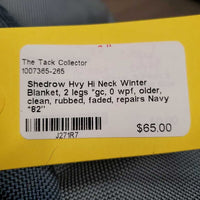 The Tack Collector
1007365-265
Shedrow Hvy Hi Neck Winter
Blanket, 2 legs *gc, 0 wpf, older,
clean, rubbed, faded, repairs Navy
"82"
J271R7
$65.00